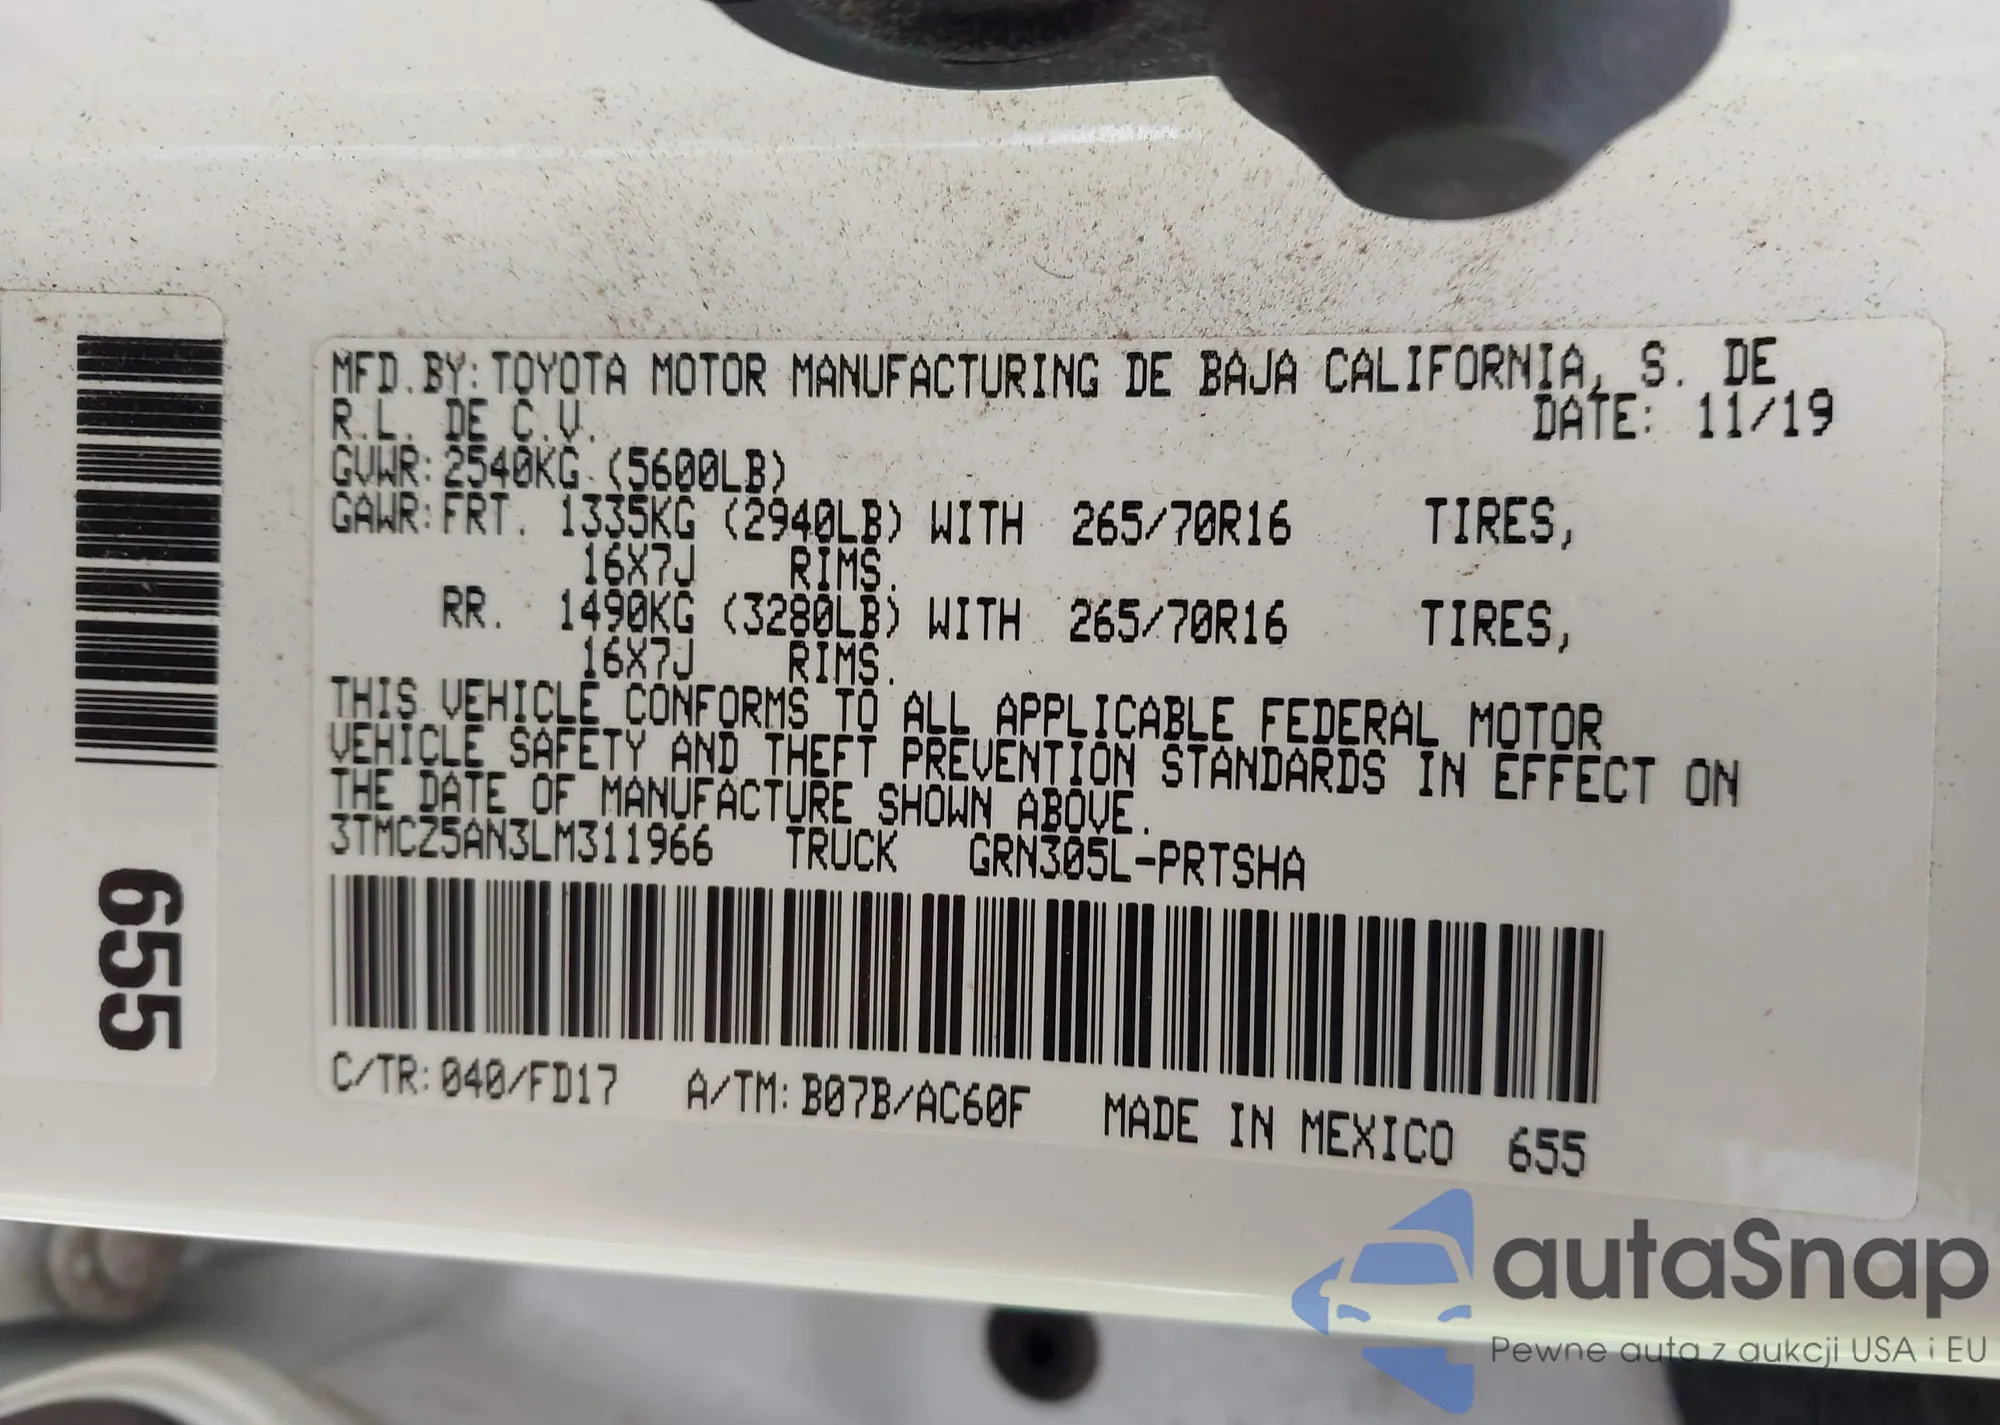 MFD.BY:TOYOTA MOTOR MANUFACTURING DE BAJA CALIFORNIA, S. DE
R.L. DE C.V. DATE: 11/19
GVWR:2540KG (5600LB)
GAWR:FRT. 1335KG (2940LB) WITH 265/70R16 TIRES,
16X7J RIMS.
RR. 1490KG (3280LB) WITH 265/70R16 TIRES,
16X7J RIMS.
THIS VEHICLE CONFORMS TO ALL APPLICABLE FEDERAL MOTOR
VEHICLE SAFETY AND THEFT PREVENTION STANDARDS IN EFFECT ON
THE DATE OF MANUFACTURE SHOWN ABOVE.
3TMCZ5AN3LM311966 TRUCK GRN305L-PRTSHA
C/TR:040/FD17 A/TM:B07B/AC60F MADE IN MEXICO 655
655
autaSnap
Pewne auta z aukcji USA i EU